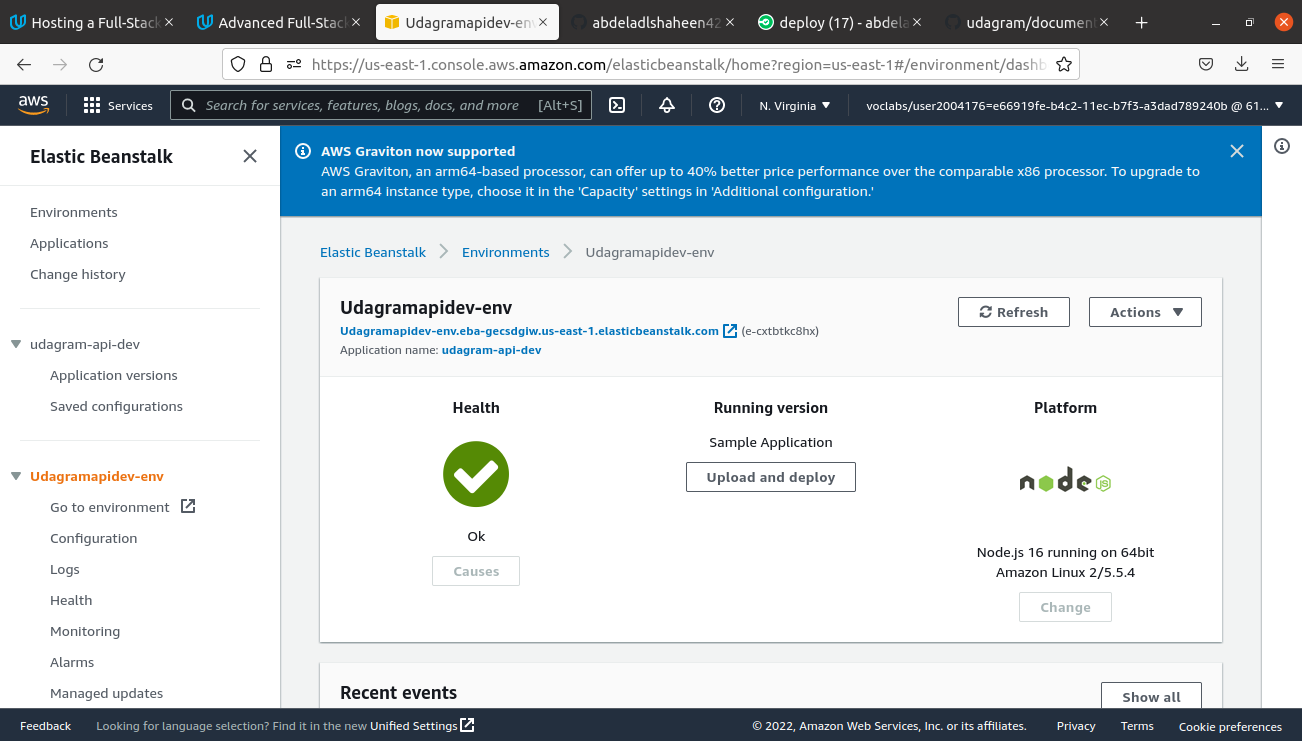 Hosting a Full-Stack
Advanced Full-Stac
Udagramapidev-env
abdeladlshaheen42
deploy (17) - abdela
udagram/document
https://us-east-1.console.aws.amazon.com/elasticbeanstalk/home?region=us-east-1#/environment/dashb
aws
Services
Search for services, features, blogs, docs, and more [Alt+S]
N. Virginia
voclabs/user2004176=e66919fe-b4c2-11ec-b7f3-a3dad789240b @ 61...
Elastic Beanstalk
Environments
Applications
Change history
udagram-api-dev
Application versions
Saved configurations
Udagramapidev-env
Go to environment
Configuration
Logs
Health
Monitoring
Alarms
Managed updates
AWS Graviton now supported
AWS Graviton, an arm64-based processor, can offer up to 40% better price performance over the comparable x86 processor. To upgrade to
an arm64 instance type, choose it in the 'Capacity' settings in 'Additional configuration.'
Elastic Beanstalk
Environments
Udagramapidev-env
Udagramapidev-env
Udagramapidev-env.eba-gecsdgiw.us-east-1.elasticbeanstalk.com (e-cxtbtkc8hx)
Application name: udagram-api-dev
Refresh
Actions
Health
Ok
Causes
Running version
Sample Application
Upload and deploy
Platform
node
JS
Node.js 16 running on 64bit
Amazon Linux 2/5.5.4
Change
Recent events
Show all
Feedback
Looking for language selection? Find it in the new Unified Settings
© 2022, Amazon Web Services, Inc. or its affiliates.
Privacy
Terms
Cookie preferences